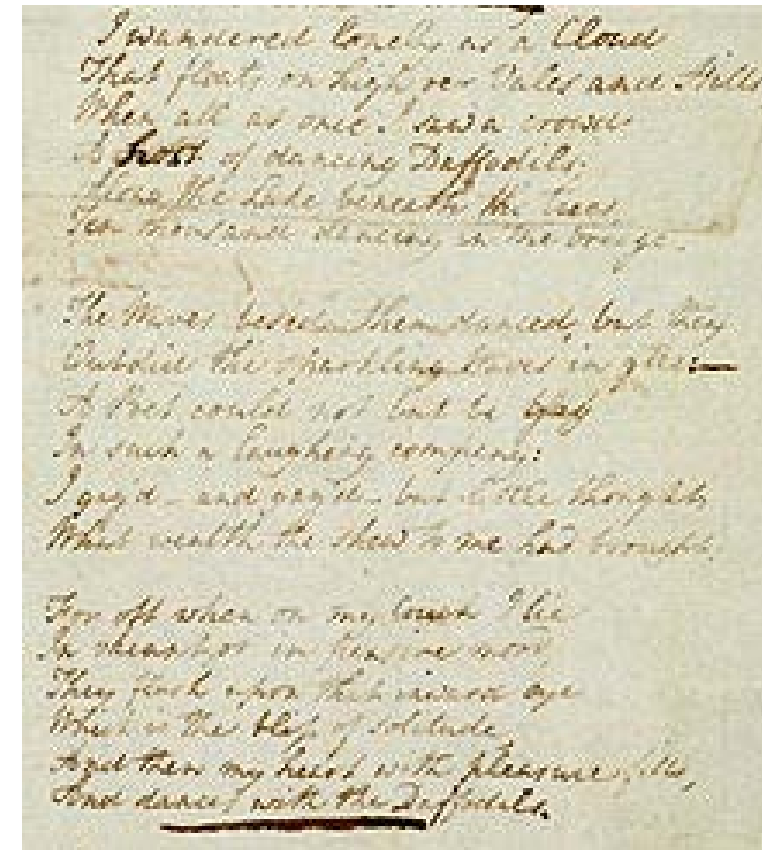 I wandered lonely as a Cloud
That floats on high oer Vales and Hills
When all at once I saw a crowd
A host of dancing Daffodils;
Along the Lake, beneath the trees,
Ten thousand dancing in the breeze.
The Waves beside them danced, but they
Outdid the sparkling Waves in glee:—
A Poet could not but be gay
In such a laughing company:
I gaz'd – and gaz'd – but little thought
What wealth the shew to me had brought.
For oft when on my Couch I lie
In vacant or in pensive mood,
They flash upon that inward eye
Which is the bliss of solitude,
And then my heart with pleasure fills,
And dances with the Daffodils.